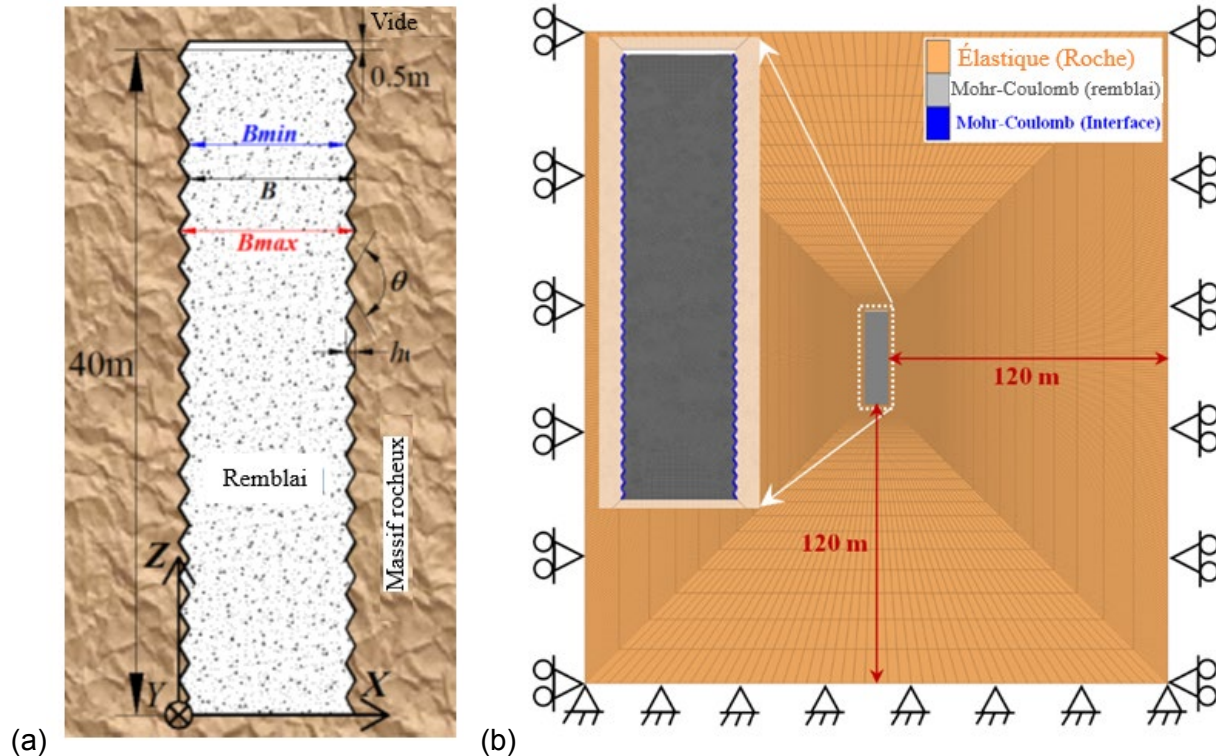 Vide
0.5m
Bmin
B
Bmax
θ
40m
h
Remblai
Massif rocheux
Z
Y
X
(a)
Élastique (Roche)
Mohr-Coulomb (remblai)
Mohr-Coulomb (Interface)
120 m
120 m
(b)